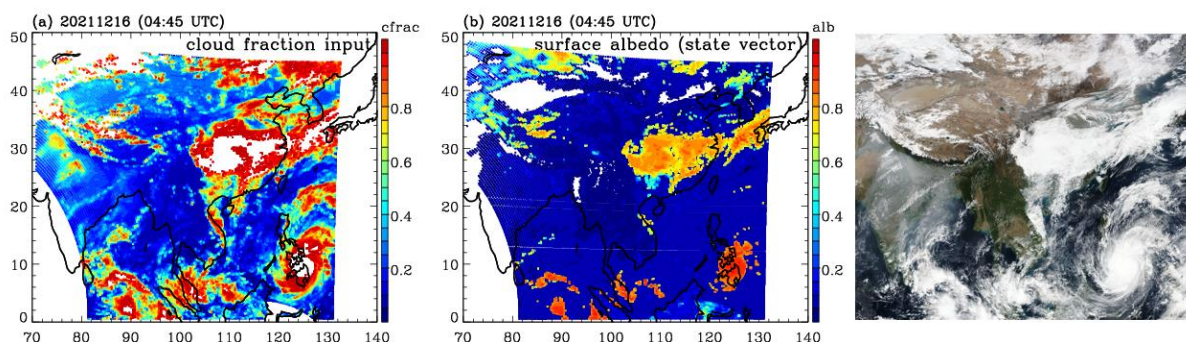 (a) 20211216 (04:45 UTC)
cfrac
cloud fraction input
50
40
30
20
10
0
70 80 90 100 110 120 130 140
0.8
0.6
0.4
0.2
(b) 20211216 (04:45 UTC)
alb
surface albedo (state vector)
50
40
30
20
10
0
70 80 90 100 110 120 130 140
0.8
0.6
0.4
0.2